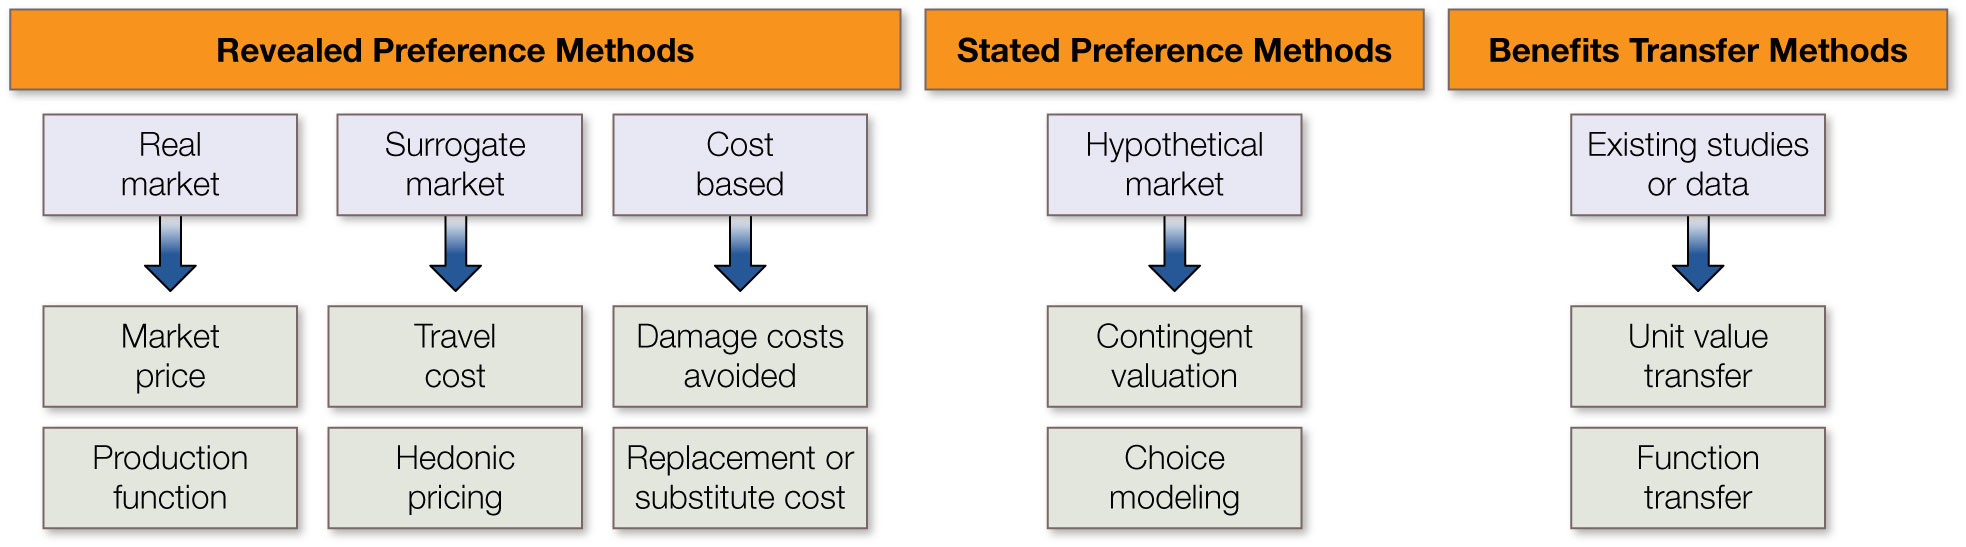 Revealed Preference Methods
Stated Preference Methods
Benefits Transfer Methods
Real
market
Surrogate
market
Cost
based
Hypothetical
market
Existing studies
or data
Market
price
Travel
cost
Damage costs
avoided
Contingent
valuation
Unit value
transfer
Production
function
Hedonic
pricing
Replacement or
substitute cost
Choice
modeling
Function
transfer